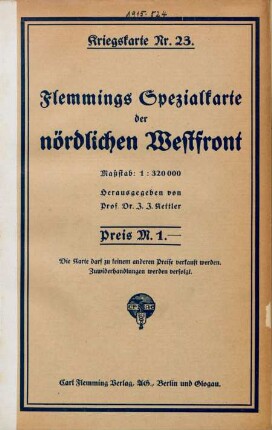 1915.524
Kriegskarte Nr. 23.
Flemmings Spezialkarte
der
nördlichen Westfront
Maßstab: 1 : 320 000
Herausgegeben von
Prof. Dr. J. J. Kettler
Preis M. 1.—
Die Karte darf zu keinem anderen Preise verkauft werden.
Zuwiderhandlungen werden verfolgt.
Carl Flemming Verlag, AG., Berlin und Glogau.